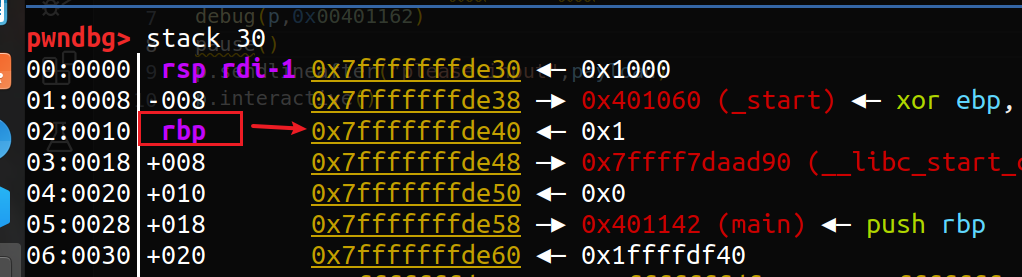 7 debug(p,0x00401162)
pwndbg> stack 30
00:0000│ rsp rdi-1 0x7fffffffde30 ◂— 0x1000
01:0008│-008 0x7fffffffde38 —▸ 0x401060 (_start) ◂— xor ebp,
02:0010│ rbp 0x7fffffffde40 ◂— 0x1
03:0018│+008 0x7fffffffde48 —▸ 0x7ffff7daad90 (__libc_start_c
04:0020│+010 0x7fffffffde50 ◂— 0x0
05:0028│+018 0x7fffffffde58 —▸ 0x401142 (main) ◂— push rbp
06:0030│+020 0x7fffffffde60 ◂— 0x1ffffdf40